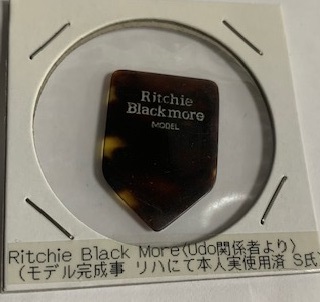 Ritchie
Blackmore
MODEL
Ritchie Black More(Udo関係者より)
(モデル完成事 リハにて本人実使用済 S氏)